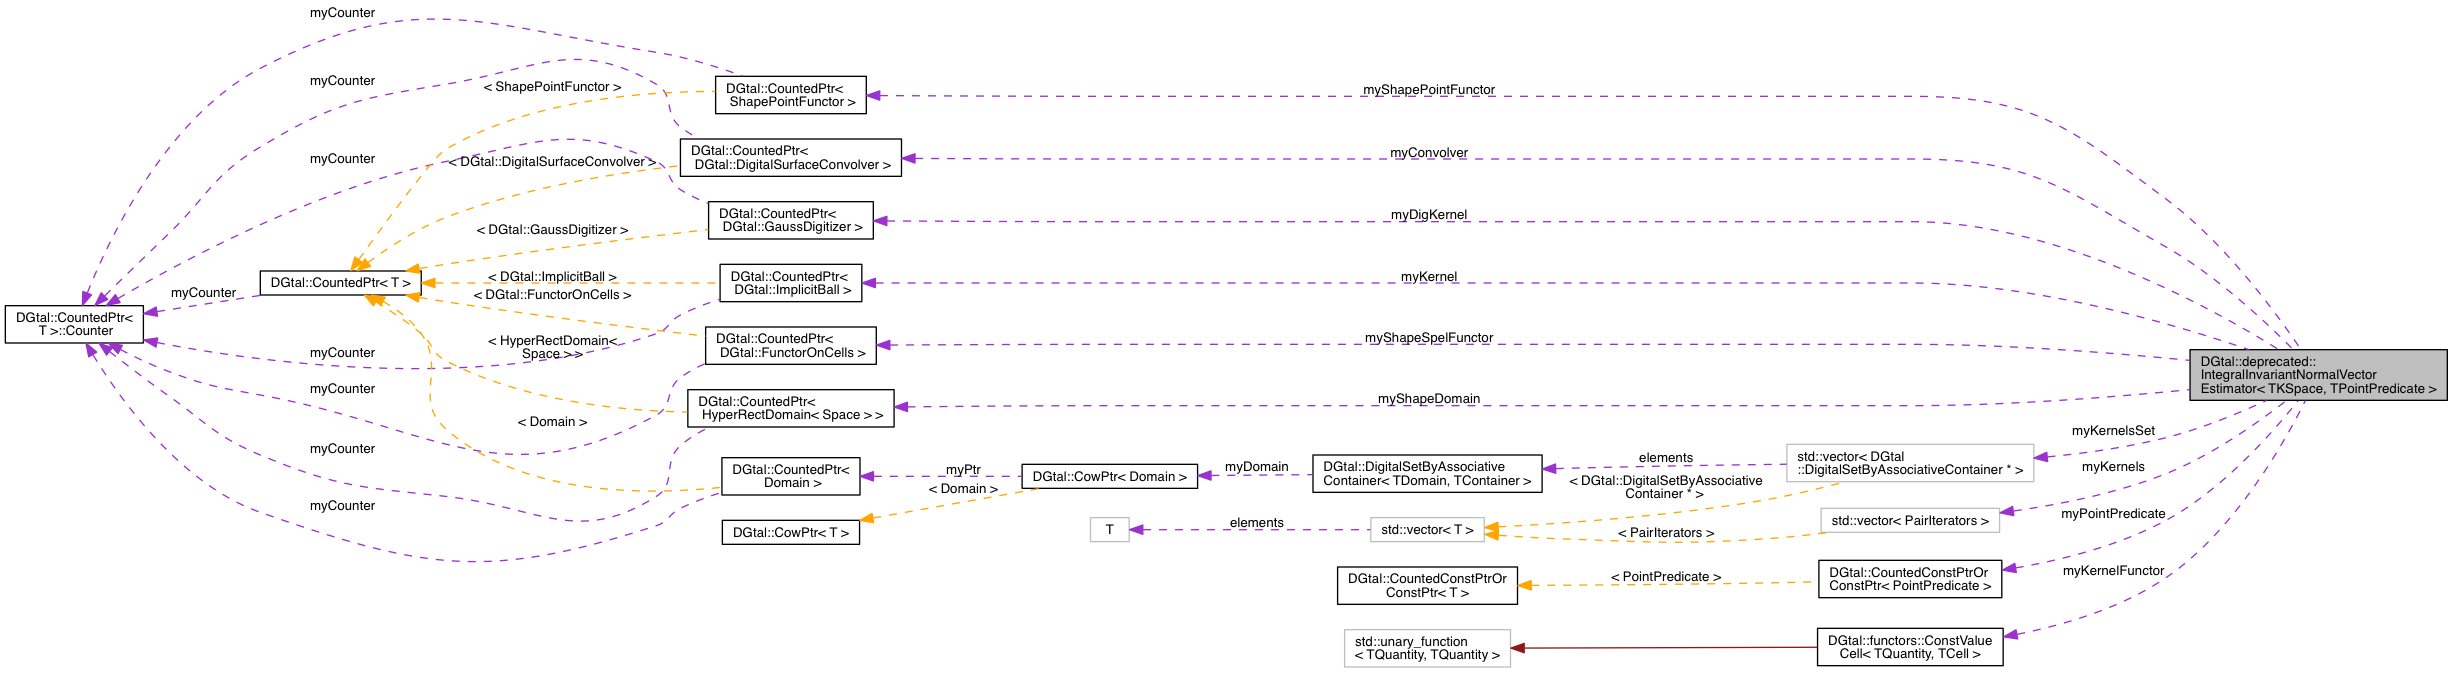 myCounter
myCounter
< ShapePointFunctor >
DGtal::CountedPtr<
ShapePointFunctor >
myShapePointFunctor
myCounter
< DGtal::DigitalSurfaceConvolver >
DGtal::CountedPtr<
DGtal::DigitalSurfaceConvolver >
myConvolver
< DGtal::GaussDigitizer >
DGtal::CountedPtr<
DGtal::GaussDigitizer >
myDigKernel
DGtal::CountedPtr< T >
< DGtal::ImplicitBall >
DGtal::CountedPtr<
DGtal::ImplicitBall >
myKernel
myCounter
< DGtal::FunctorOnCells >
DGtal::CountedPtr<
T >::Counter
< HyperRectDomain<
Space > >
DGtal::CountedPtr<
DGtal::FunctorOnCells >
myShapeSpelFunctor
myCounter
DGtal::deprecated::
IntegralInvariantNormalVector
Estimator< TKSpace, TPointPredicate >
myCounter
DGtal::CountedPtr<
HyperRectDomain< Space > >
myShapeDomain
< Domain >
myKernelsSet
myCounter
DGtal::CountedPtr<
Domain >
myPtr
DGtal::CowPtr< Domain >
myDomain
DGtal::DigitalSetByAssociative
Container< TDomain, TContainer >
elements
std::vector< DGtal
::DigitalSetByAssociativeContainer * >
myKernels
< Domain >
< DGtal::DigitalSetByAssociative
Container * >
myCounter
DGtal::CowPtr< T >
T
elements
std::vector< T >
< PairIterators >
std::vector< PairIterators >
myPointPredicate
DGtal::CountedConstPtrOr
ConstPtr< T >
< PointPredicate >
DGtal::CountedConstPtrOr
ConstPtr< PointPredicate >
myKernelFunctor
std::unary_function
< TQuantity, TQuantity >
DGtal::functors::ConstValue
Cell< TQuantity, TCell >